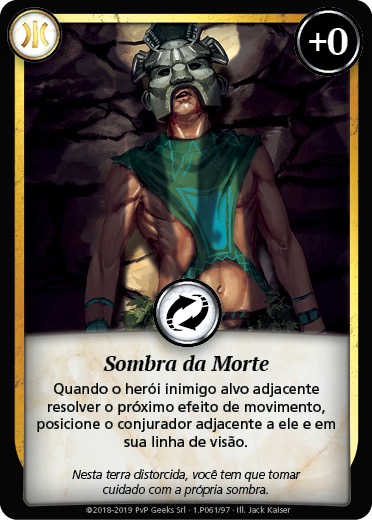 +0
Sombra da Morte
Quando o herói inimigo alvo adjacente
resolver o próximo efeito de movimento,
posicione o conjurador adjacente a ele e em
sua linha de visão.
Nesta terra distorcida, você tem que tomar
cuidado com a própria sombra.
©2018-2019 PvP Geeks Srl · 1.P061/97 · Ill. Jack Kaiser